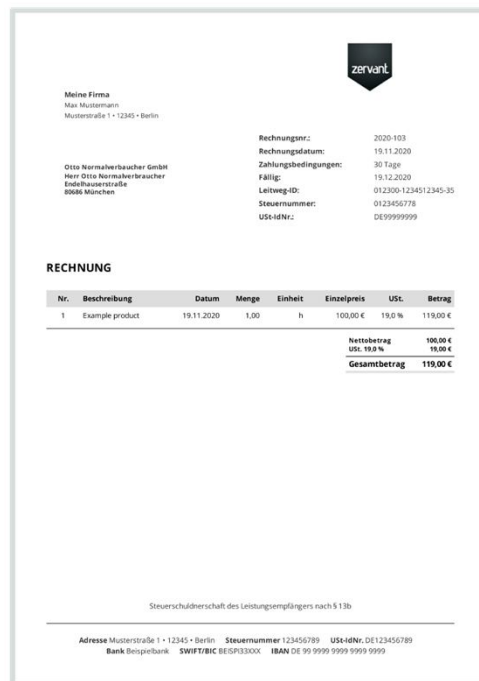 zervant
Meine Firma
Max Mustermann
Musterstraße 1 • 12345 • Berlin
Rechnungsnr.: 2020-103
Rechnungsdatum: 19.11.2020
Zahlungsbedingungen: 30 Tage
Fällig: 19.12.2020
Leitweg-ID: 012300-1234512345-35
Steuernummer: 0123456778
USt-IdNr.: DE99999999
Otto Normalverbaucher GmbH
Herr Otto Normalverbraucher
Endelhauserstraße
80686 München
RECHNUNG
Nr. Beschreibung Datum Menge Einheit Einzelpreis USt. Betrag
1 Example product 19.11.2020 1,00 h 100,00 € 19,0 % 119,00 €
Nettobetrag 100,00 €
USt. 19,0 % 19,00 €
Gesamtbetrag 119,00 €
Steuerschuldnerschaft des Leistungsempfängers nach § 13b
Adresse Musterstraße 1 • 12345 • Berlin Steuernummer 123456789 USt-IdNr. DE123456789
Bank Beispielbank SWIFT/BIC BEISPI33XXX IBAN DE 99 9999 9999 9999 9999